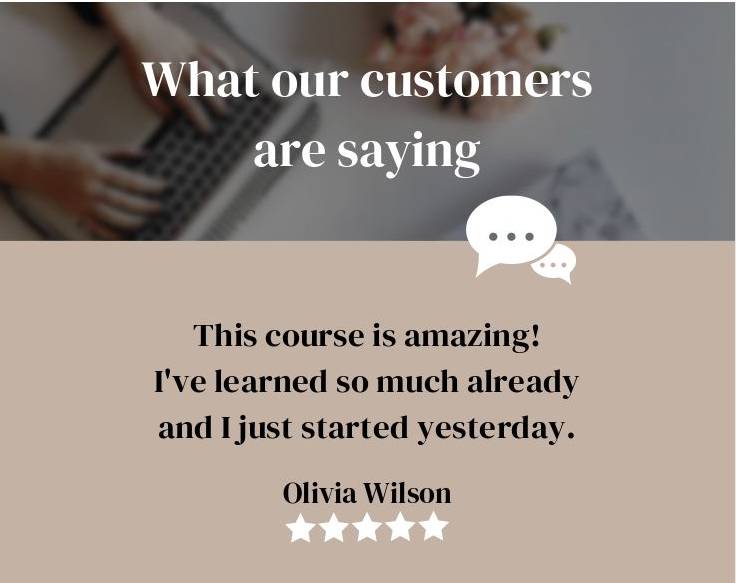 What our customers
are saying
This course is amazing!
I've learned so much already
and I just started yesterday.
Olivia Wilson